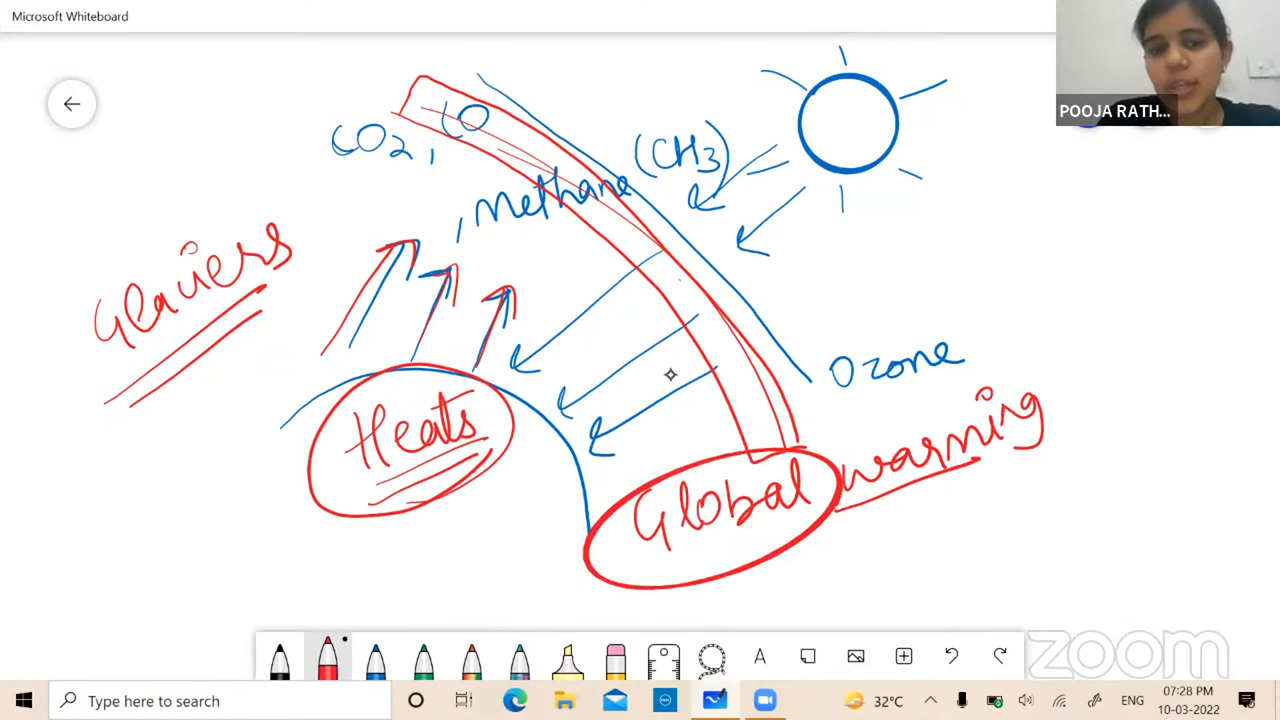 Microsoft Whiteboard
POOJA RATH...
CO2, CO
(CH3)
, Methane
Glaciers
Ozone
Heats
Global warning
zoom
Type here to search
32°C
ENG
07:28 PM
10-03-2022